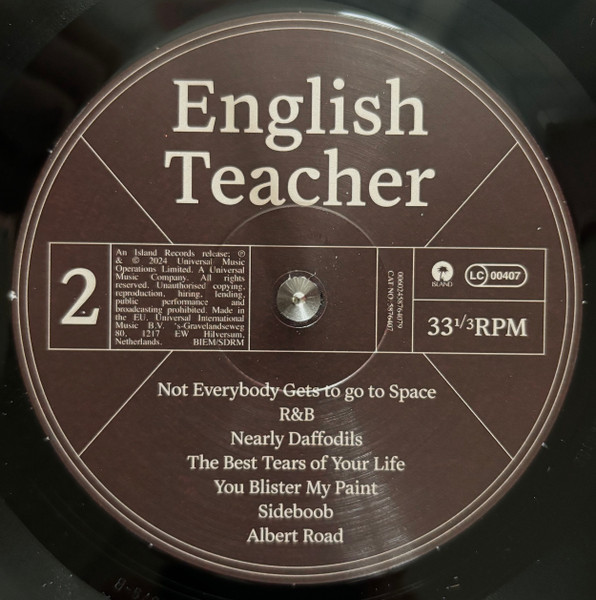 English
Teacher
2
An Island Records release; ℗
& © 2024 Universal Music
Operations Limited. A Universal
Music Company. All rights
reserved. Unauthorised copying,
reproduction, hiring, lending,
public performance and
broadcasting prohibited. Made in
the EU. Universal International
Music B.V. 's-Gravelandseweg
80, 1217 EW Hilversum,
Netherlands. BIEM/SDRM
CAT NO: 5876407
ISLAND
LC 00407
33 1/3 RPM
Not Everybody Gets to go to Space
R&B
Nearly Daffodils
The Best Tears of Your Life
You Blister My Paint
Sideboob
Albert Road